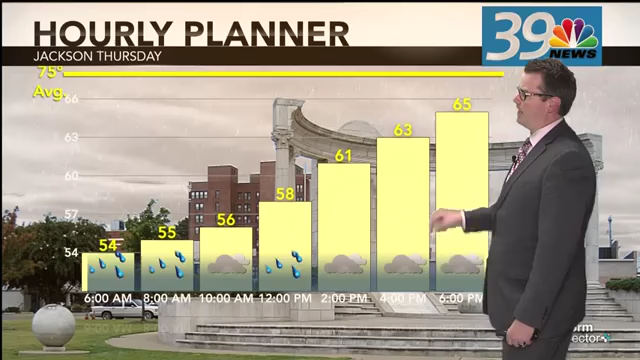 HOURLY PLANNER
JACKSON THURSDAY
39 NEWS
75°
Avg.
66
63
60
57
54
54
55
56
58
61
63
65
6:00 AM 8:00 AM 10:00 AM 12:00 PM 2:00 PM 4:00 PM 6:00 PM